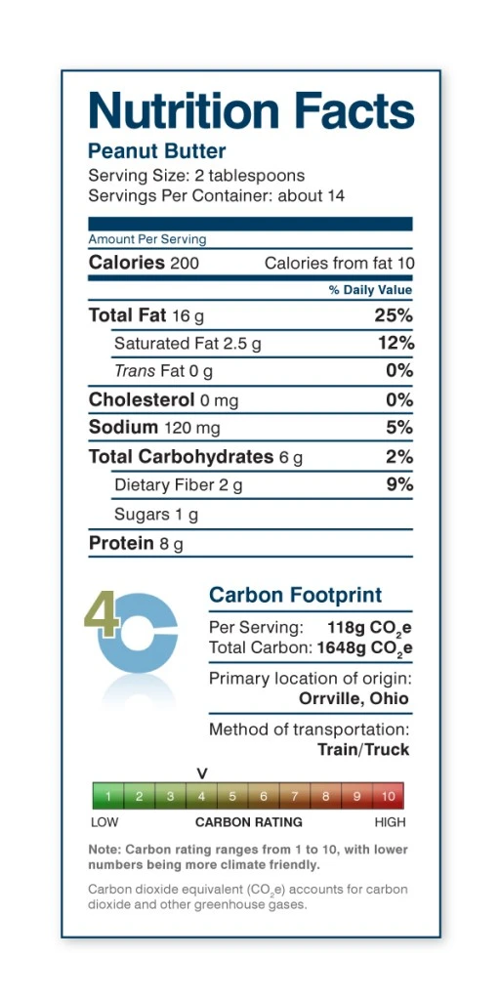 Nutrition Facts
Peanut Butter
Serving Size: 2 tablespoons
Servings Per Container: about 14
Amount Per Serving
Calories 200 Calories from fat 10
% Daily Value
Total Fat 16 g 25%
Saturated Fat 2.5 g 12%
Trans Fat 0 g 0%
Cholesterol 0 mg 0%
Sodium 120 mg 5%
Total Carbohydrates 6 g 2%
Dietary Fiber 2 g 9%
Sugars 1 g
Protein 8 g
4C
Carbon Footprint
Per Serving: 118g CO₂e
Total Carbon: 1648g CO₂e
Primary location of origin:
Orrville, Ohio
Method of transportation:
Train/Truck
V
1 2 3 4 5 6 7 8 9 10
LOW CARBON RATING HIGH
Note: Carbon rating ranges from 1 to 10, with lower
numbers being more climate friendly.
Carbon dioxide equivalent (CO₂e) accounts for carbon
dioxide and other greenhouse gases.